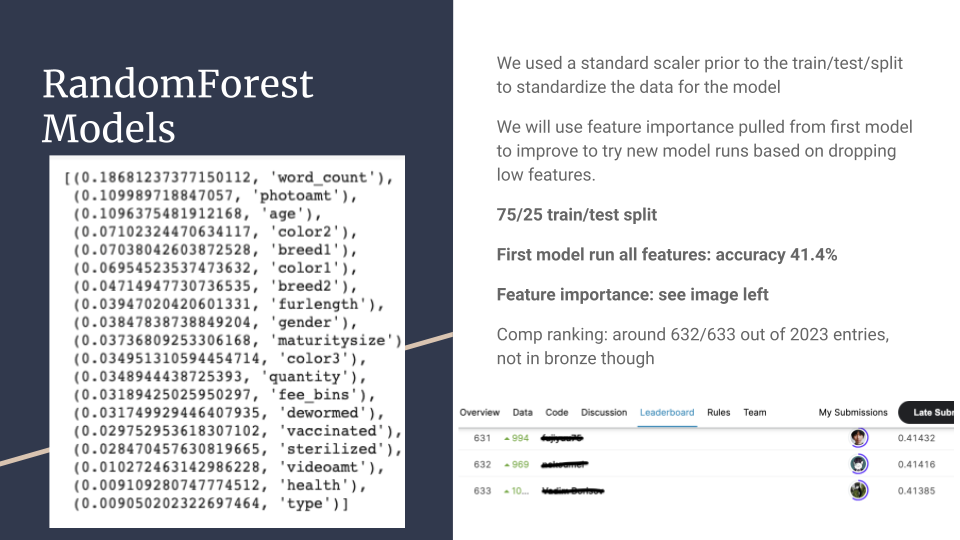 RandomForest
Models
[(0.18681237377150112, 'word_count'),
(0.109989718847057, 'photoamt'),
(0.1096375481912168, 'age'),
(0.07102324470634117, 'color2'),
(0.07038042603872528, 'breed1'),
(0.06954523537473632, 'color1'),
(0.04714947730736535, 'breed2'),
(0.03947020420601331, 'furlength'),
(0.03847838738849204, 'gender'),
(0.03736809253306168, 'maturitysize')
(0.034951310594454714, 'color3'),
(0.0348944438725393, 'quantity'),
(0.03189425025950297, 'fee_bins'),
(0.031749929446407935, 'dewormed'),
(0.029752953618307102, 'vaccinated'),
(0.028470457630819665, 'sterilized'),
(0.010272463142986228, 'videoamt'),
(0.009109280747774512, 'health'),
(0.009050202322697464, 'type')]
We used a standard scaler prior to the train/test/split
to standardize the data for the model
We will use feature importance pulled from first model
to improve to try new model runs based on dropping
low features.
75/25 train/test split
First model run all features: accuracy 41.4%
Feature importance: see image left
Comp ranking: around 632/633 out of 2023 entries,
not in bronze though
Overview Data Code Discussion Leaderboard Rules Team My Submissions Late Subm
631 994 0.41432
632 969 0.41416
633 10... 0.41385